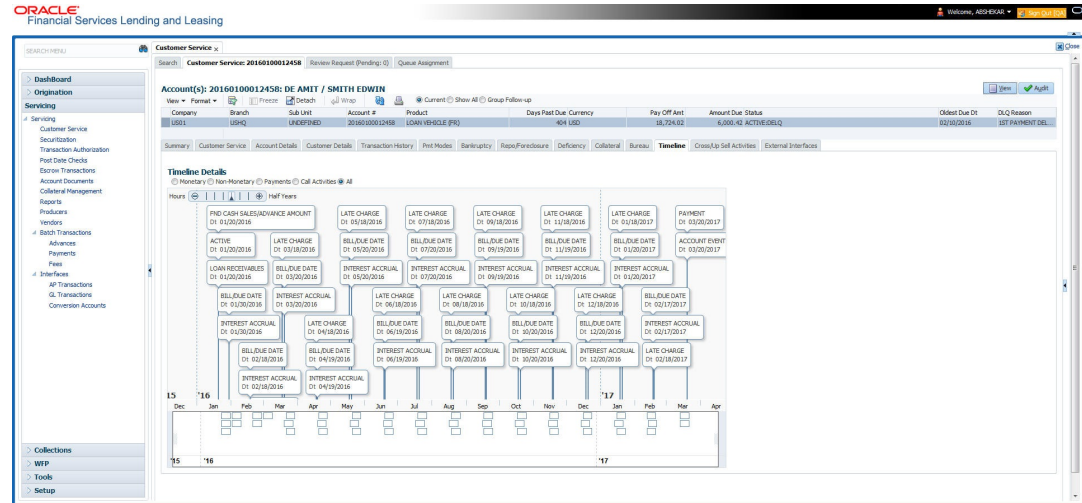 ORACLE
Financial Services Lending and Leasing
Welcome, ABSHEKAR
Sign Out
SEARCH MENU
Customer Service
Close
Search Customer Service: 20160100012458 Review Request (Pending: 0) Queue Assignment
DashBoard
Origination
Servicing
Servicing
Customer Service
Securitization
Transaction Authorization
Post Date Checks
Escrow Transactions
Account Documents
Collateral Management
Reports
Producers
Vendors
Batch Transactions
Advances
Payments
Fees
Interfaces
AP Transactions
GL Transactions
Conversion Accounts
Collections
WFP
Tools
Setup
Account(s): 20160100012458: DE AMIT / SMITH EDWIN
View Audit
View Format Freeze Detach Wrap Current Show All Group Follow-up
Company Branch Sub Unit Account # Product Days Past Due Currency Pay Off Amt Amount Due Status Oldest Due Dt DLQ Reason
US01 USHQ UNDEFINED 20160100012458 LOAN VEHICLE (FR) 404 USD 18,724.02 6,000.42 ACTIVE:DELQ 02/10/2016 1ST PAYMENT DEL...
Summary Customer Service Account Details Customer Details Transaction History Pmt Modes Bankruptcy Repo/Foreclosure Deficiency Collateral Bureau Timeline Cross/Up Sell Activities External Interfaces
Timeline Details
Monetary Non-Monetary Payments Call Activities All
Hours Half Years
FND CASH SALES/ADVANCE AMOUNT LATE CHARGE LATE CHARGE LATE CHARGE LATE CHARGE LATE CHARGE PAYMENT
Dt 01/20/2016 Dt 05/18/2016 Dt 07/18/2016 Dt 09/18/2016 Dt 11/18/2016 Dt 01/18/2017 Dt 03/20/2017
ACTIVE LATE CHARGE BILL/DUE DATE BILL/DUE DATE BILL/DUE DATE BILL/DUE DATE BILL/DUE DATE ACCOUNT EVENT
Dt 01/20/2016 Dt 03/18/2016 Dt 05/20/2016 Dt 07/20/2016 Dt 09/19/2016 Dt 11/19/2016 Dt 01/20/2017 Dt 03/20/2017
LOAN RECEIVABLES BILL/DUE DATE INTEREST ACCRUAL INTEREST ACCRUAL INTEREST ACCRUAL INTEREST ACCRUAL INTEREST ACCRUAL
Dt 01/20/2016 Dt 03/20/2016 Dt 05/20/2016 Dt 07/20/2016 Dt 09/19/2016 Dt 11/19/2016 Dt 01/20/2017
BILL/DUE DATE INTEREST ACCRUAL LATE CHARGE LATE CHARGE LATE CHARGE LATE CHARGE BILL/DUE DATE
Dt 01/30/2016 Dt 03/20/2016 Dt 06/18/2016 Dt 08/18/2016 Dt 10/18/2016 Dt 12/18/2016 Dt 02/17/2017
INTEREST ACCRUAL LATE CHARGE BILL/DUE DATE BILL/DUE DATE BILL/DUE DATE BILL/DUE DATE INTEREST ACCRUAL
Dt 01/30/2016 Dt 04/18/2016 Dt 06/19/2016 Dt 08/20/2016 Dt 10/20/2016 Dt 12/20/2016 Dt 02/17/2017
BILL/DUE DATE BILL/DUE DATE INTEREST ACCRUAL INTEREST ACCRUAL INTEREST ACCRUAL INTEREST ACCRUAL LATE CHARGE
Dt 02/18/2016 Dt 04/19/2016 Dt 06/19/2016 Dt 08/20/2016 Dt 10/20/2016 Dt 12/20/2016 Dt 02/18/2017
INTEREST ACCRUAL INTEREST ACCRUAL
Dt 02/18/2016 Dt 04/19/2016
15 '16 '17
Dec Jan Feb Mar Apr May Jun Jul Aug Sep Oct Nov Dec Jan Feb Mar Apr
'15 '16 '17